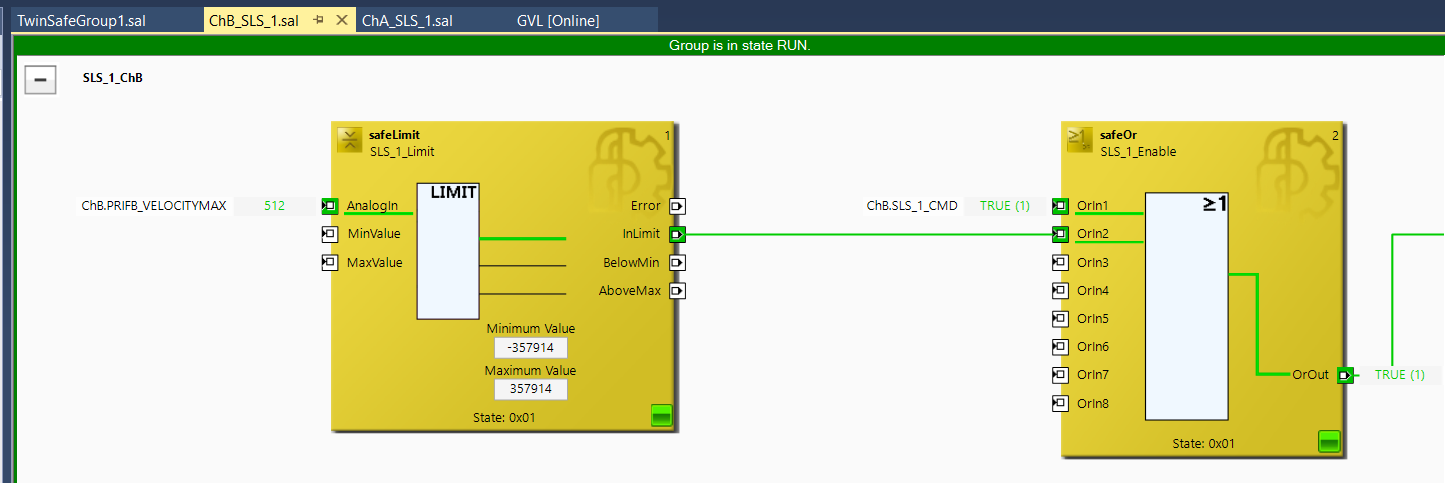 TwinSafeGroup1.sal ChB_SLS_1.sal ChA_SLS_1.sal GVL [Online]
Group is in state RUN.
SLS_1_ChB
safeLimit 1
SLS_1_Limit
LIMIT
ChB.PRIFB_VELOCITYMAX 512 AnalogIn Error
MinValue InLimit
MaxValue BelowMin
AboveMax
Minimum Value
-357914
Maximum Value
357914
State: 0x01
safeOr 2
SLS_1_Enable
≥1
≥1
ChB.SLS_1_CMD TRUE (1) OrIn1
OrIn2
OrIn3
OrIn4
OrIn5
OrIn6
OrIn7
OrIn8
OrOut TRUE (1)
State: 0x01